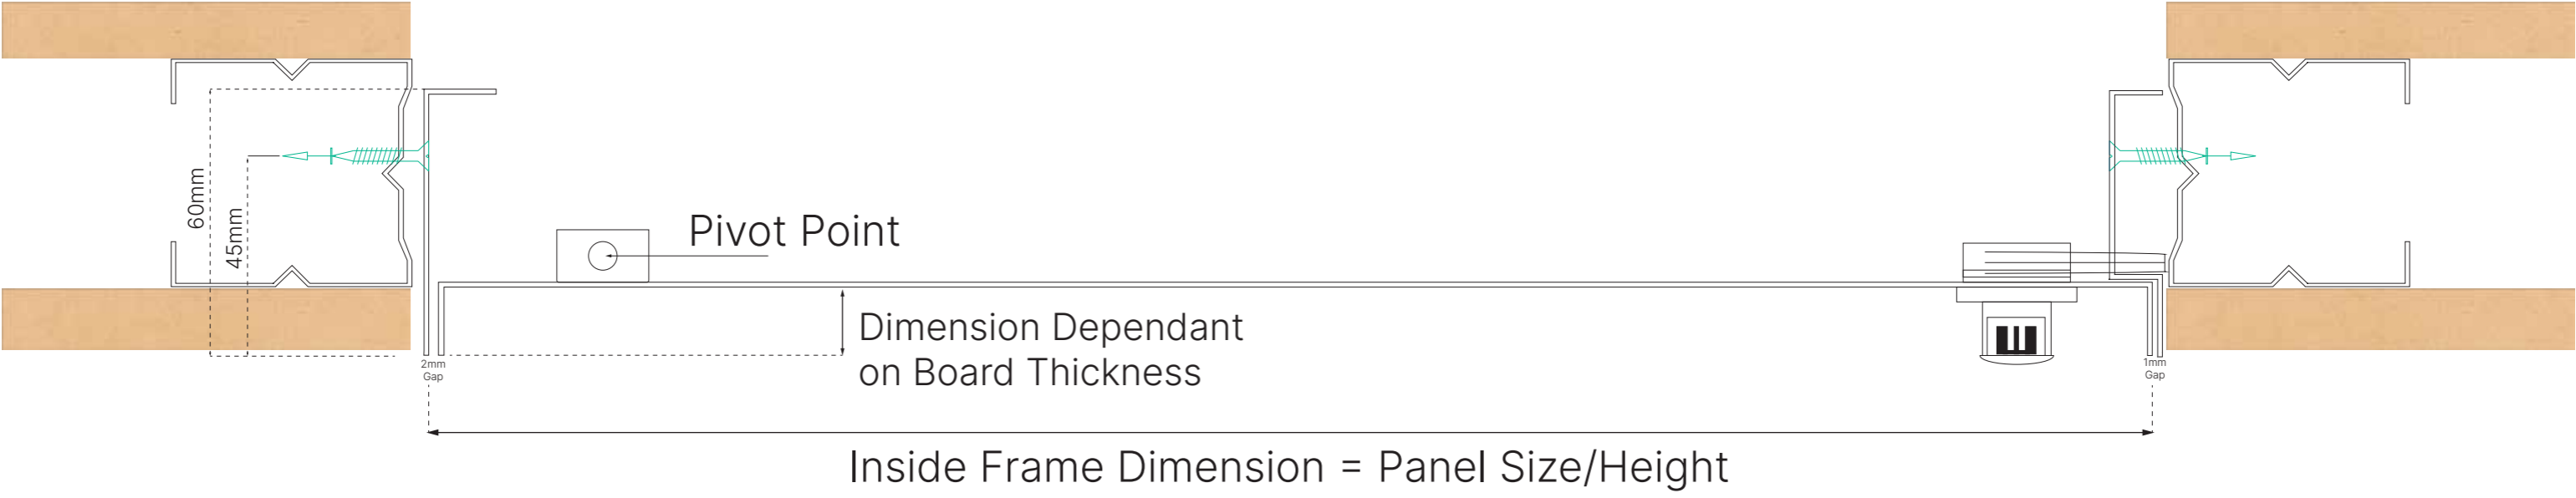 60mm
45mm
Pivot Point
Dimension Dependant
on Board Thickness
2mm
Gap
1mm
Gap
Inside Frame Dimension = Panel Size/Height